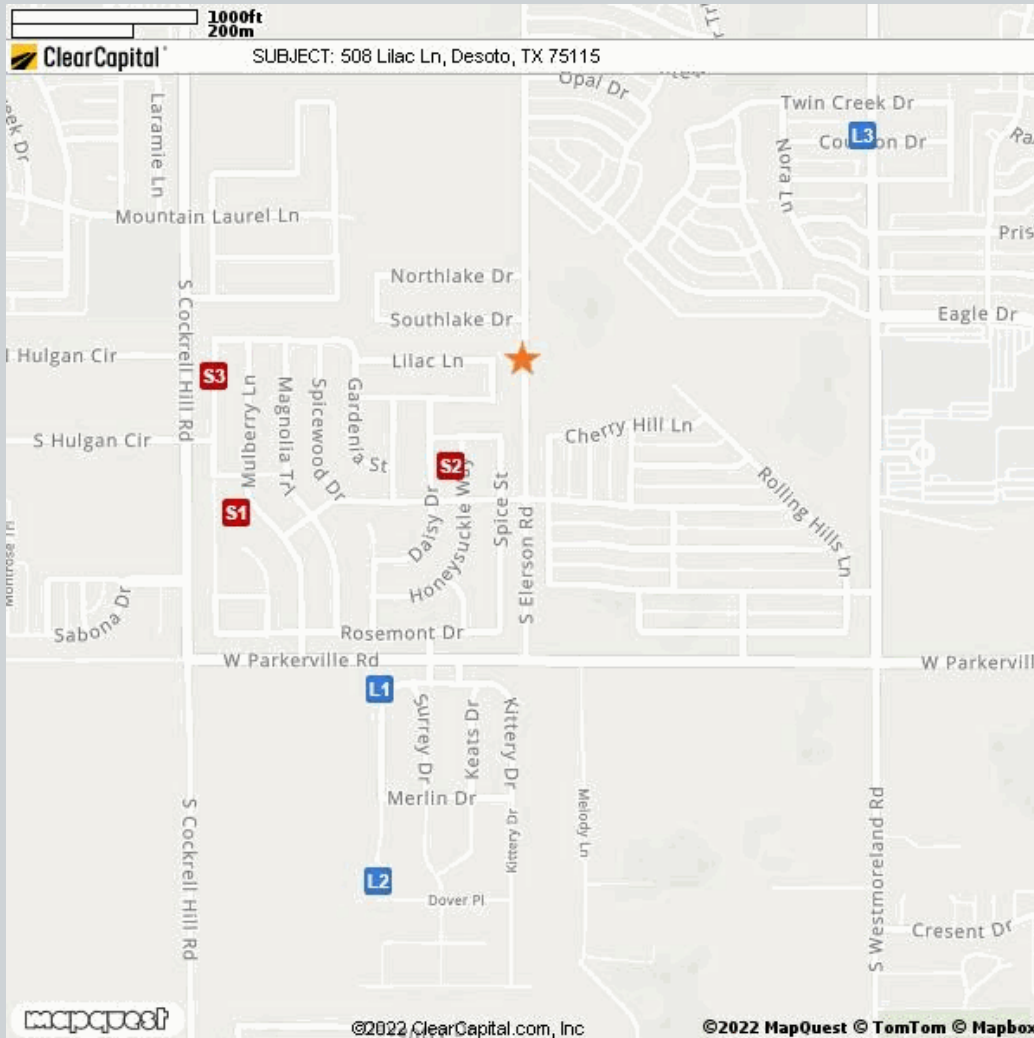 1000ft
200m
ClearCapital
SUBJECT: 508 Lilac Ln, Desoto, TX 75115
Opal Dr
Twin Creek Dr
Laramie Ln
L3
Nora Ln
Mountain Laurel Ln
Northlake Dr
Southlake Dr
Eagle Dr
Hulgan Cir
Lilac Ln
S3
S Cockrell Hill Rd
Mulberry Ln
Magnolia Trl
Spicewood Dr
Gardenia St
Cherry Hill Ln
S Hulgan Cir
S2
S1
Daisy Dr
Honeysuckle Way
Spice St
S Elerson Rd
Rolling Hills Ln
Sabona Dr
Rosemont Dr
W Parkerville Rd
W Parkervill
L1
Surrey Dr
Keats Dr
Kittery Dr
Merlin Dr
Kittery Dr
Melody Ln
S Cockrell Hill Rd
S Westmoreland Rd
L2
Dover Pl
Cresent Dr
mapquest
©2022 ClearCapital.com, Inc
©2022 MapQuest © TomTom © Mapbox